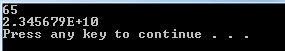 65
2.345679E+10
Press any key to continue . . .